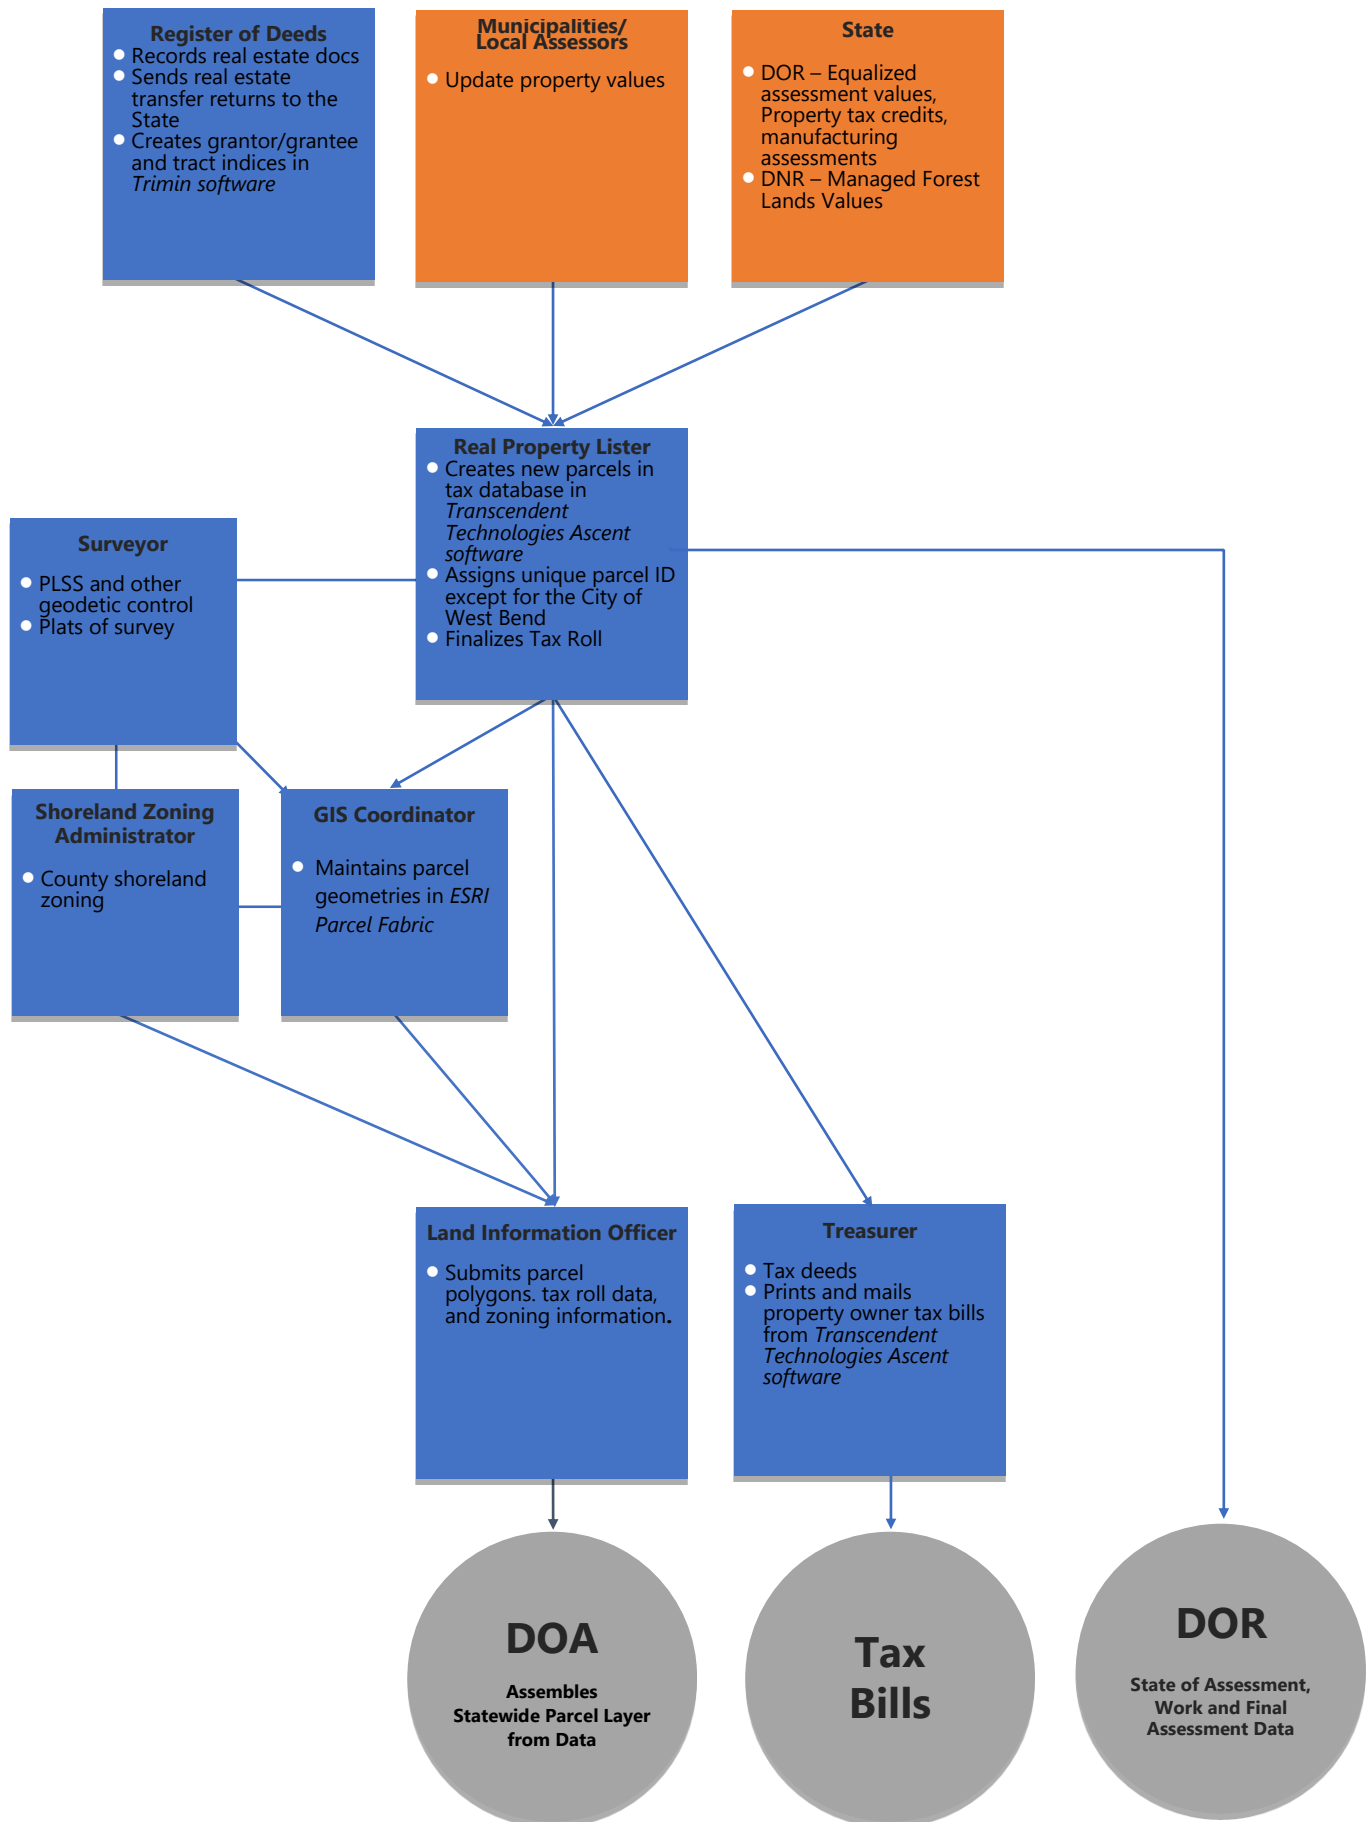 Register of Deeds
Records real estate docs
Sends real estate
transfer returns to the
State
Creates grantor/grantee
and tract indices in
Trimin software
Municipalities/
Local Assessors
Update property values
State
DOR – Equalized
assessment values,
Property tax credits,
manufacturing
assessments
DNR – Managed Forest
Lands Values
Real Property Lister
Creates new parcels in
tax database in
Transcendent
Technologies Ascent
software
Assigns unique parcel ID
except for the City of
West Bend
Finalizes Tax Roll
Surveyor
PLSS and other
geodetic control
Plats of survey
Shoreland Zoning
Administrator
County shoreland
zoning
GIS Coordinator
Maintains parcel
geometries in ESRI
Parcel Fabric
Land Information Officer
Submits parcel
polygons. tax roll data,
and zoning information.
Treasurer
Tax deeds
Prints and mails
property owner tax bills
from Transcendent
Technologies Ascent
software
DOA
Assembles
Statewide Parcel Layer
from Data
Tax
Bills
DOR
State of Assessment,
Work and Final
Assessment Data